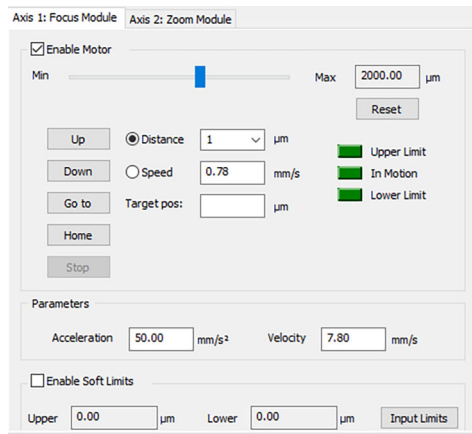 Axis 1: Focus Module Axis 2: Zoom Module
Enable Motor
Min Max 2000.00 μm
Reset
Up Distance 1 μm
Upper Limit
Down Speed 0.78 mm/s
In Motion
Go to Target pos: μm
Lower Limit
Home
Stop
Parameters
Acceleration 50.00 mm/s² Velocity 7.80 mm/s
Enable Soft Limits
Upper 0.00 μm Lower 0.00 μm Input Limits